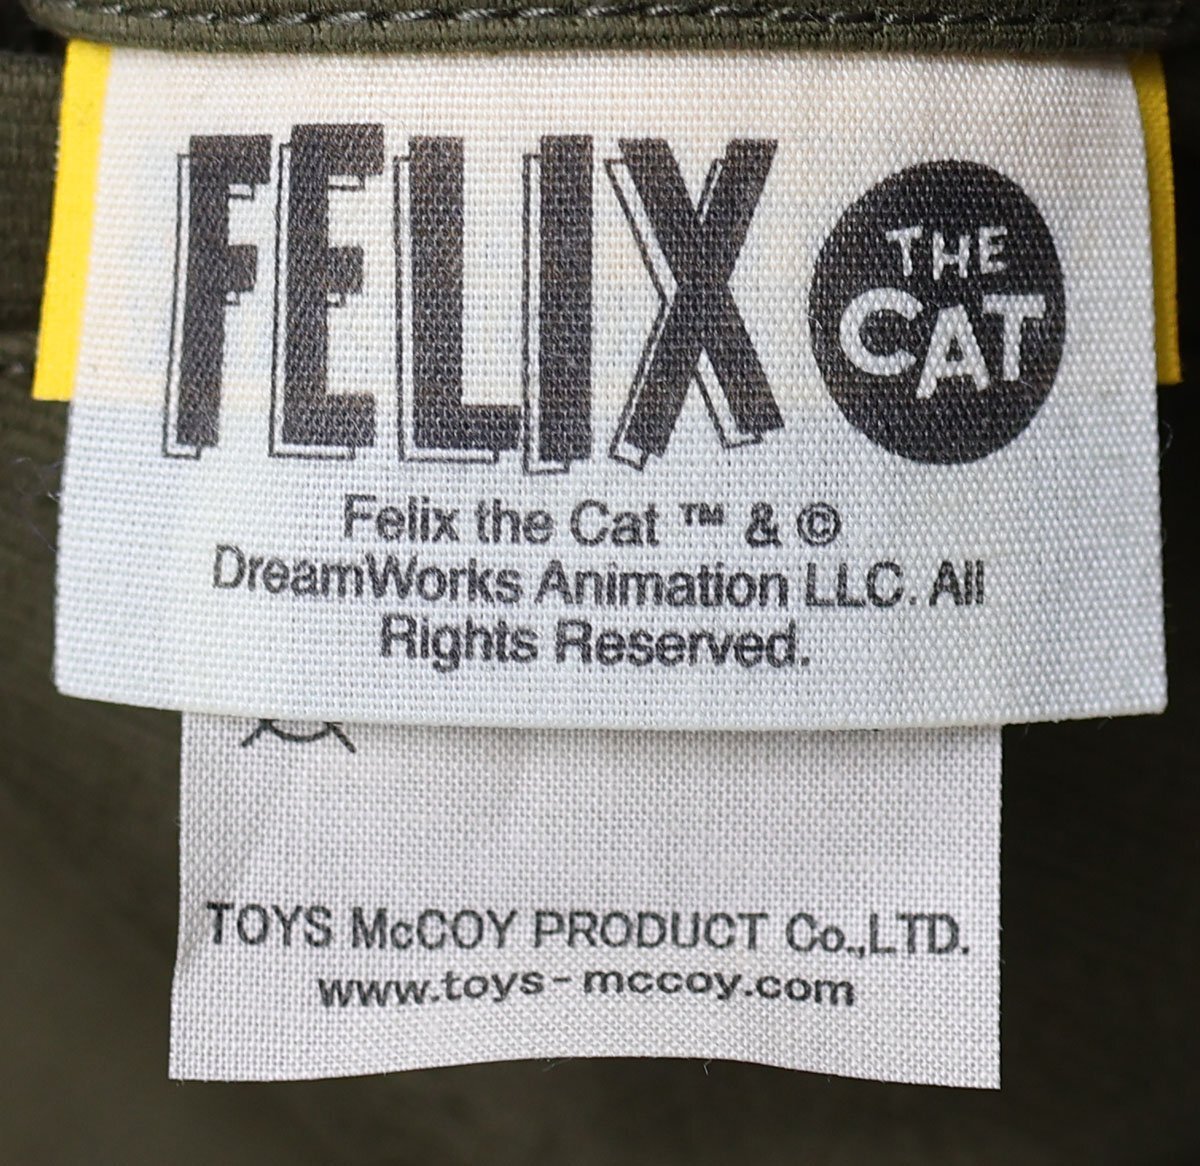 FELIX THE CAT
Felix the Cat ™ & ©
DreamWorks Animation LLC. All
Rights Reserved.
TOYS McCOY PRODUCT Co.,LTD.
www.toys-mccoy.com